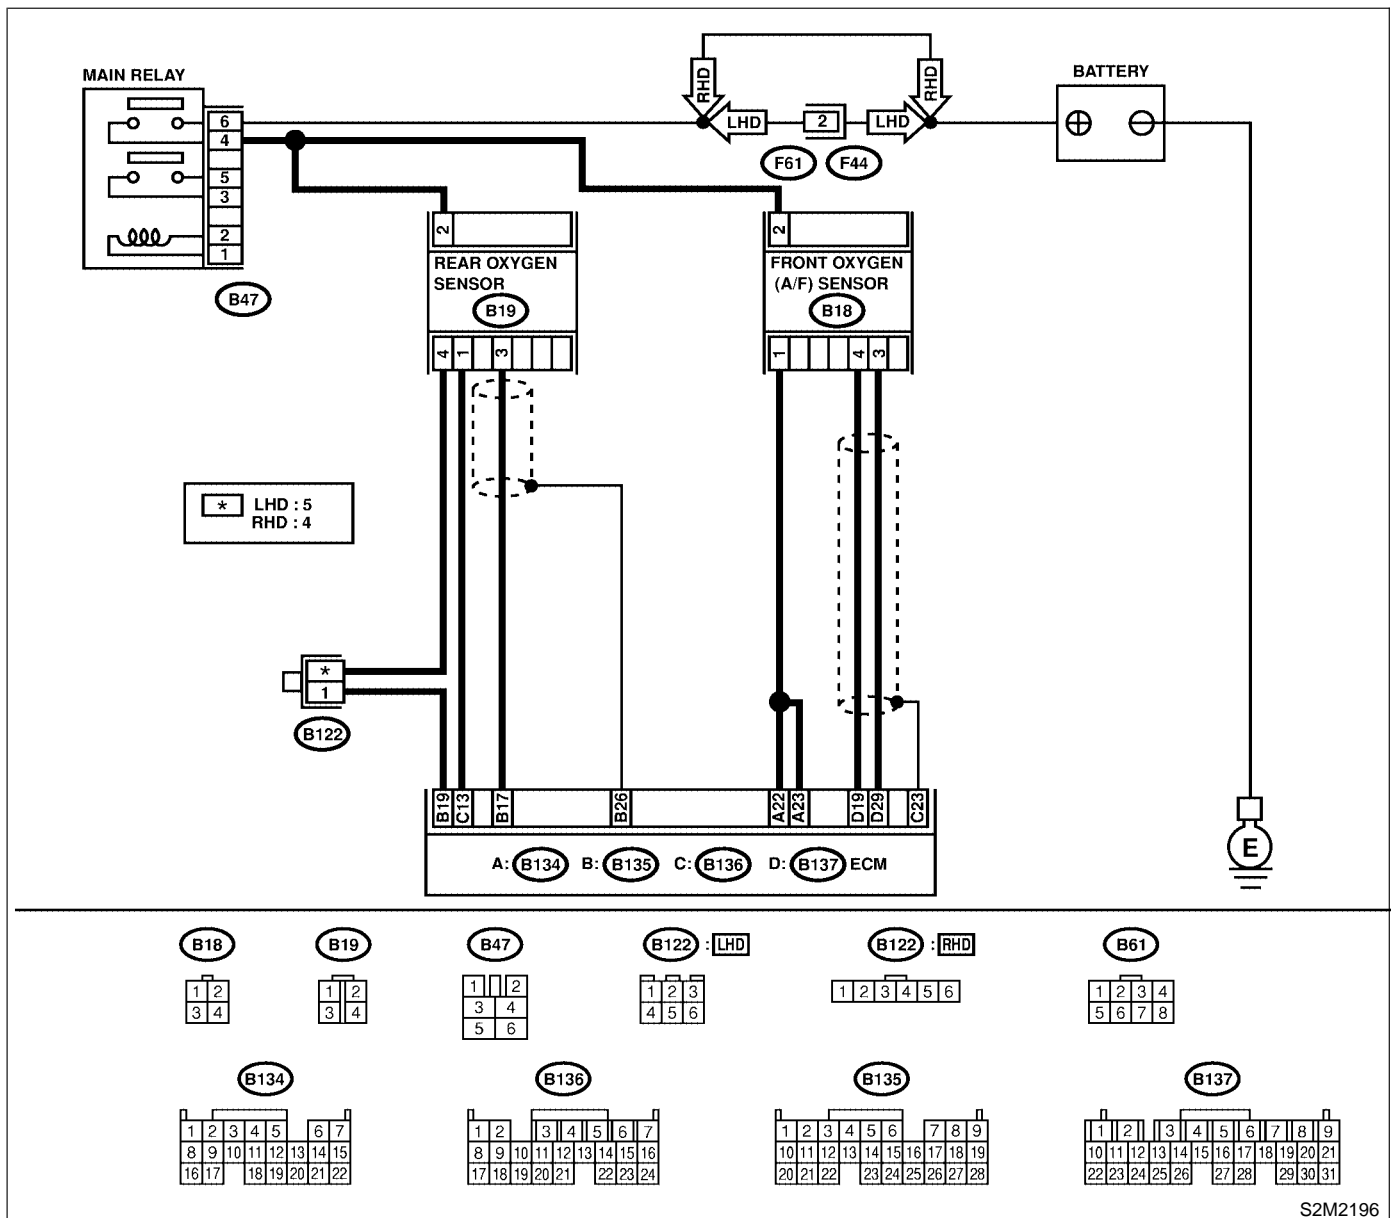 MAIN RELAY
6
4
5
3
2
1
B47
RHD
LHD
2
LHD
RHD
F61
F44
BATTERY
2
REAR OXYGEN
SENSOR
B19
4 1 3
2
FRONT OXYGEN
(A/F) SENSOR
B18
1 4 3
* LHD : 5
RHD : 4
*
1
B122
B19 C13 B17 B26 A22 A23 D19 D29 C23
A: B134 B: B135 C: B136 D: B137 ECM
E
B18
1 2
3 4
B19
1 2
3 4
B47
1 2
3 4
5 6
B122 : LHD
1 2 3
4 5 6
B122 : RHD
1 2 3 4 5 6
B61
1 2 3 4
5 6 7 8
B134
1 2 3 4 5 6 7
8 9 10 11 12 13 14 15
16 17 18 19 20 21 22
B136
1 2 3 4 5 6 7
8 9 10 11 12 13 14 15 16
17 18 19 20 21 22 23 24
B135
1 2 3 4 5 6 7 8 9
10 11 12 13 14 15 16 17 18 19
20 21 22 23 24 25 26 27 28
B137
1 2 3 4 5 6 7 8 9
10 11 12 13 14 15 16 17 18 19 20 21
22 23 24 25 26 27 28 29 30 31
S2M2196